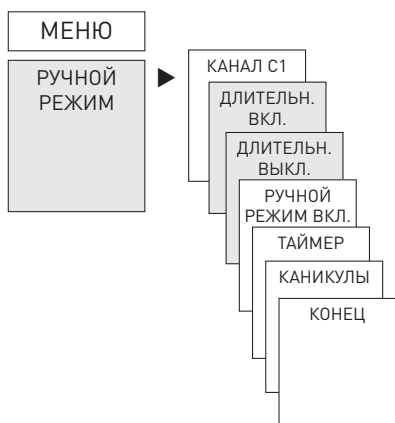 МЕНЮ
РУЧНОЙ
РЕЖИМ
КАНАЛ C1
ДЛИТЕЛЬН.
ВКЛ.
ДЛИТЕЛЬН.
ВЫКЛ.
РУЧНОЙ
РЕЖИМ ВКЛ.
ТАЙМЕР
КАНИКУЛЫ
КОНЕЦ